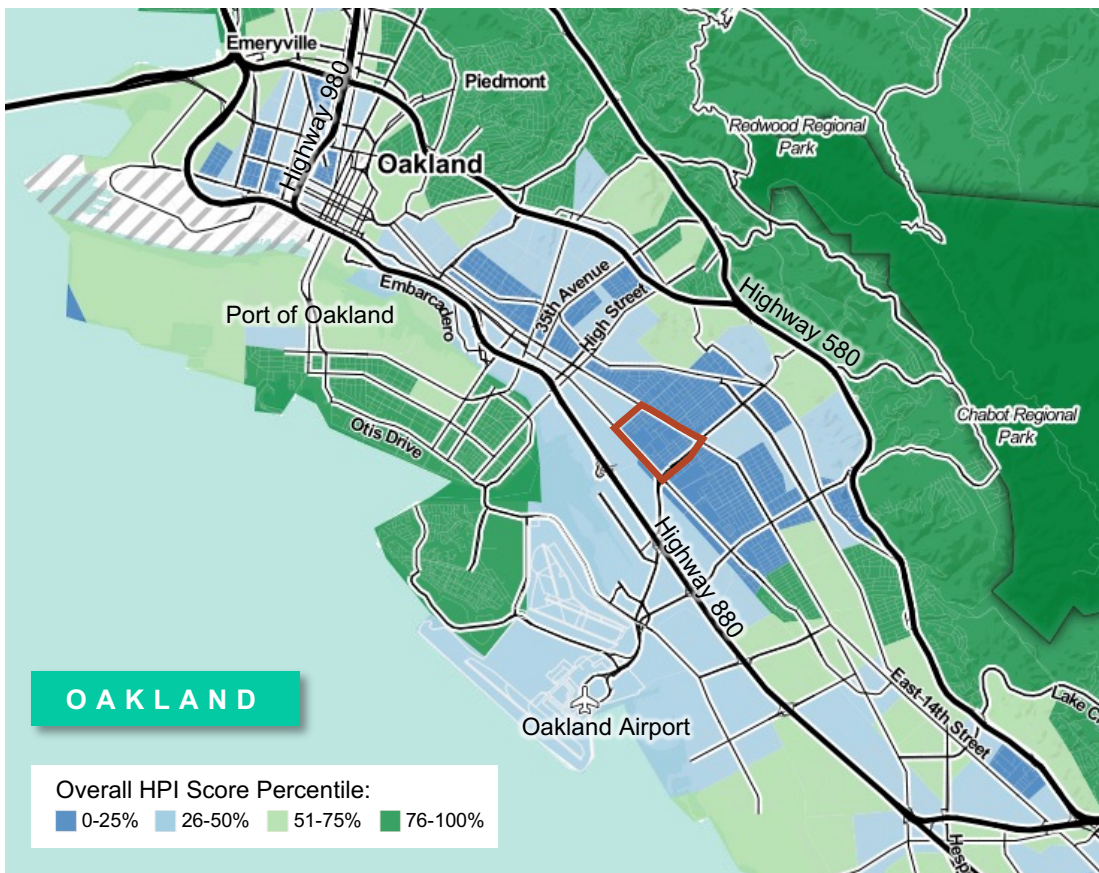 Emeryville
Highway 980
Piedmont
Redwood Regional
Park
Oakland
35th Avenue
High Street
Embarcadero
Port of Oakland
Highway 580
Chabot Regional
Park
Otis Drive
Highway 880
OAKLAND
East 14th Street
Lake C
Oakland Airport
Overall HPI Score Percentile:
0-25% 26-50% 51-75% 76-100%
Hesp